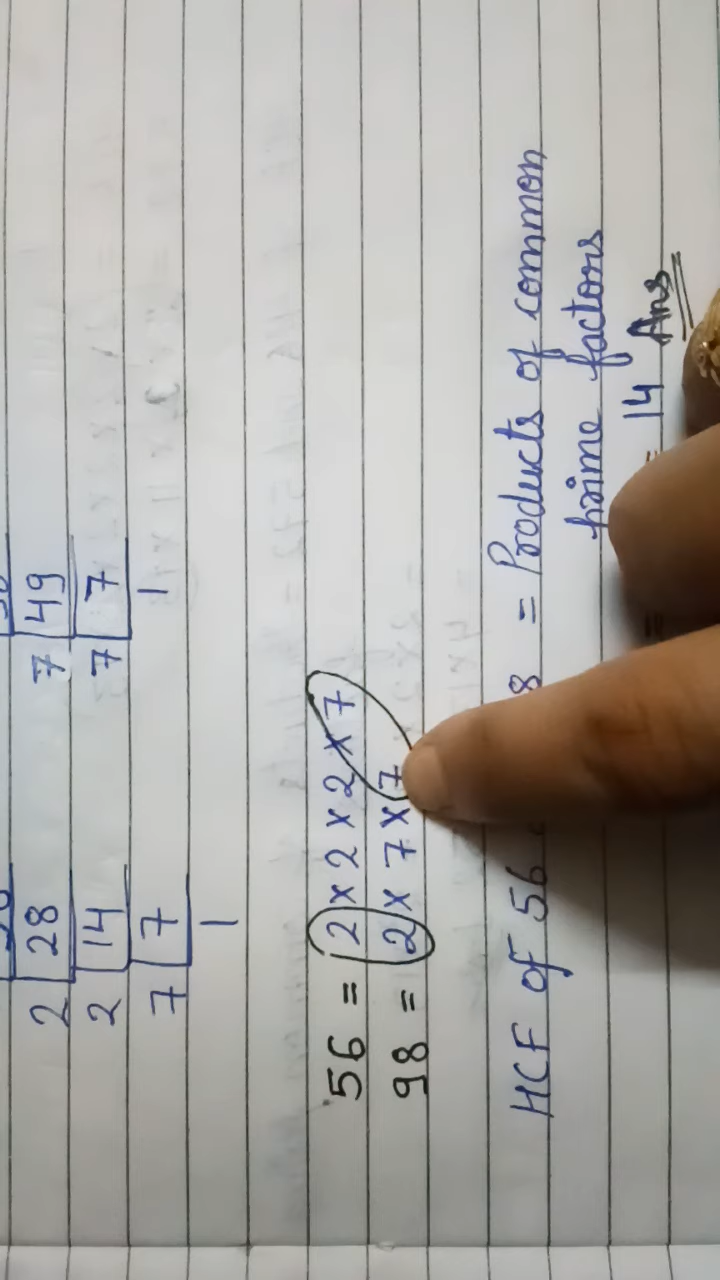 2 28 7 49
2 14 7 7
7 7 1
1
56 = 2 x 2 x 2 x 7
98 = 2 x 7 x 7
HCF of 56 8 = Products of common
prime factors
= 14 Ans